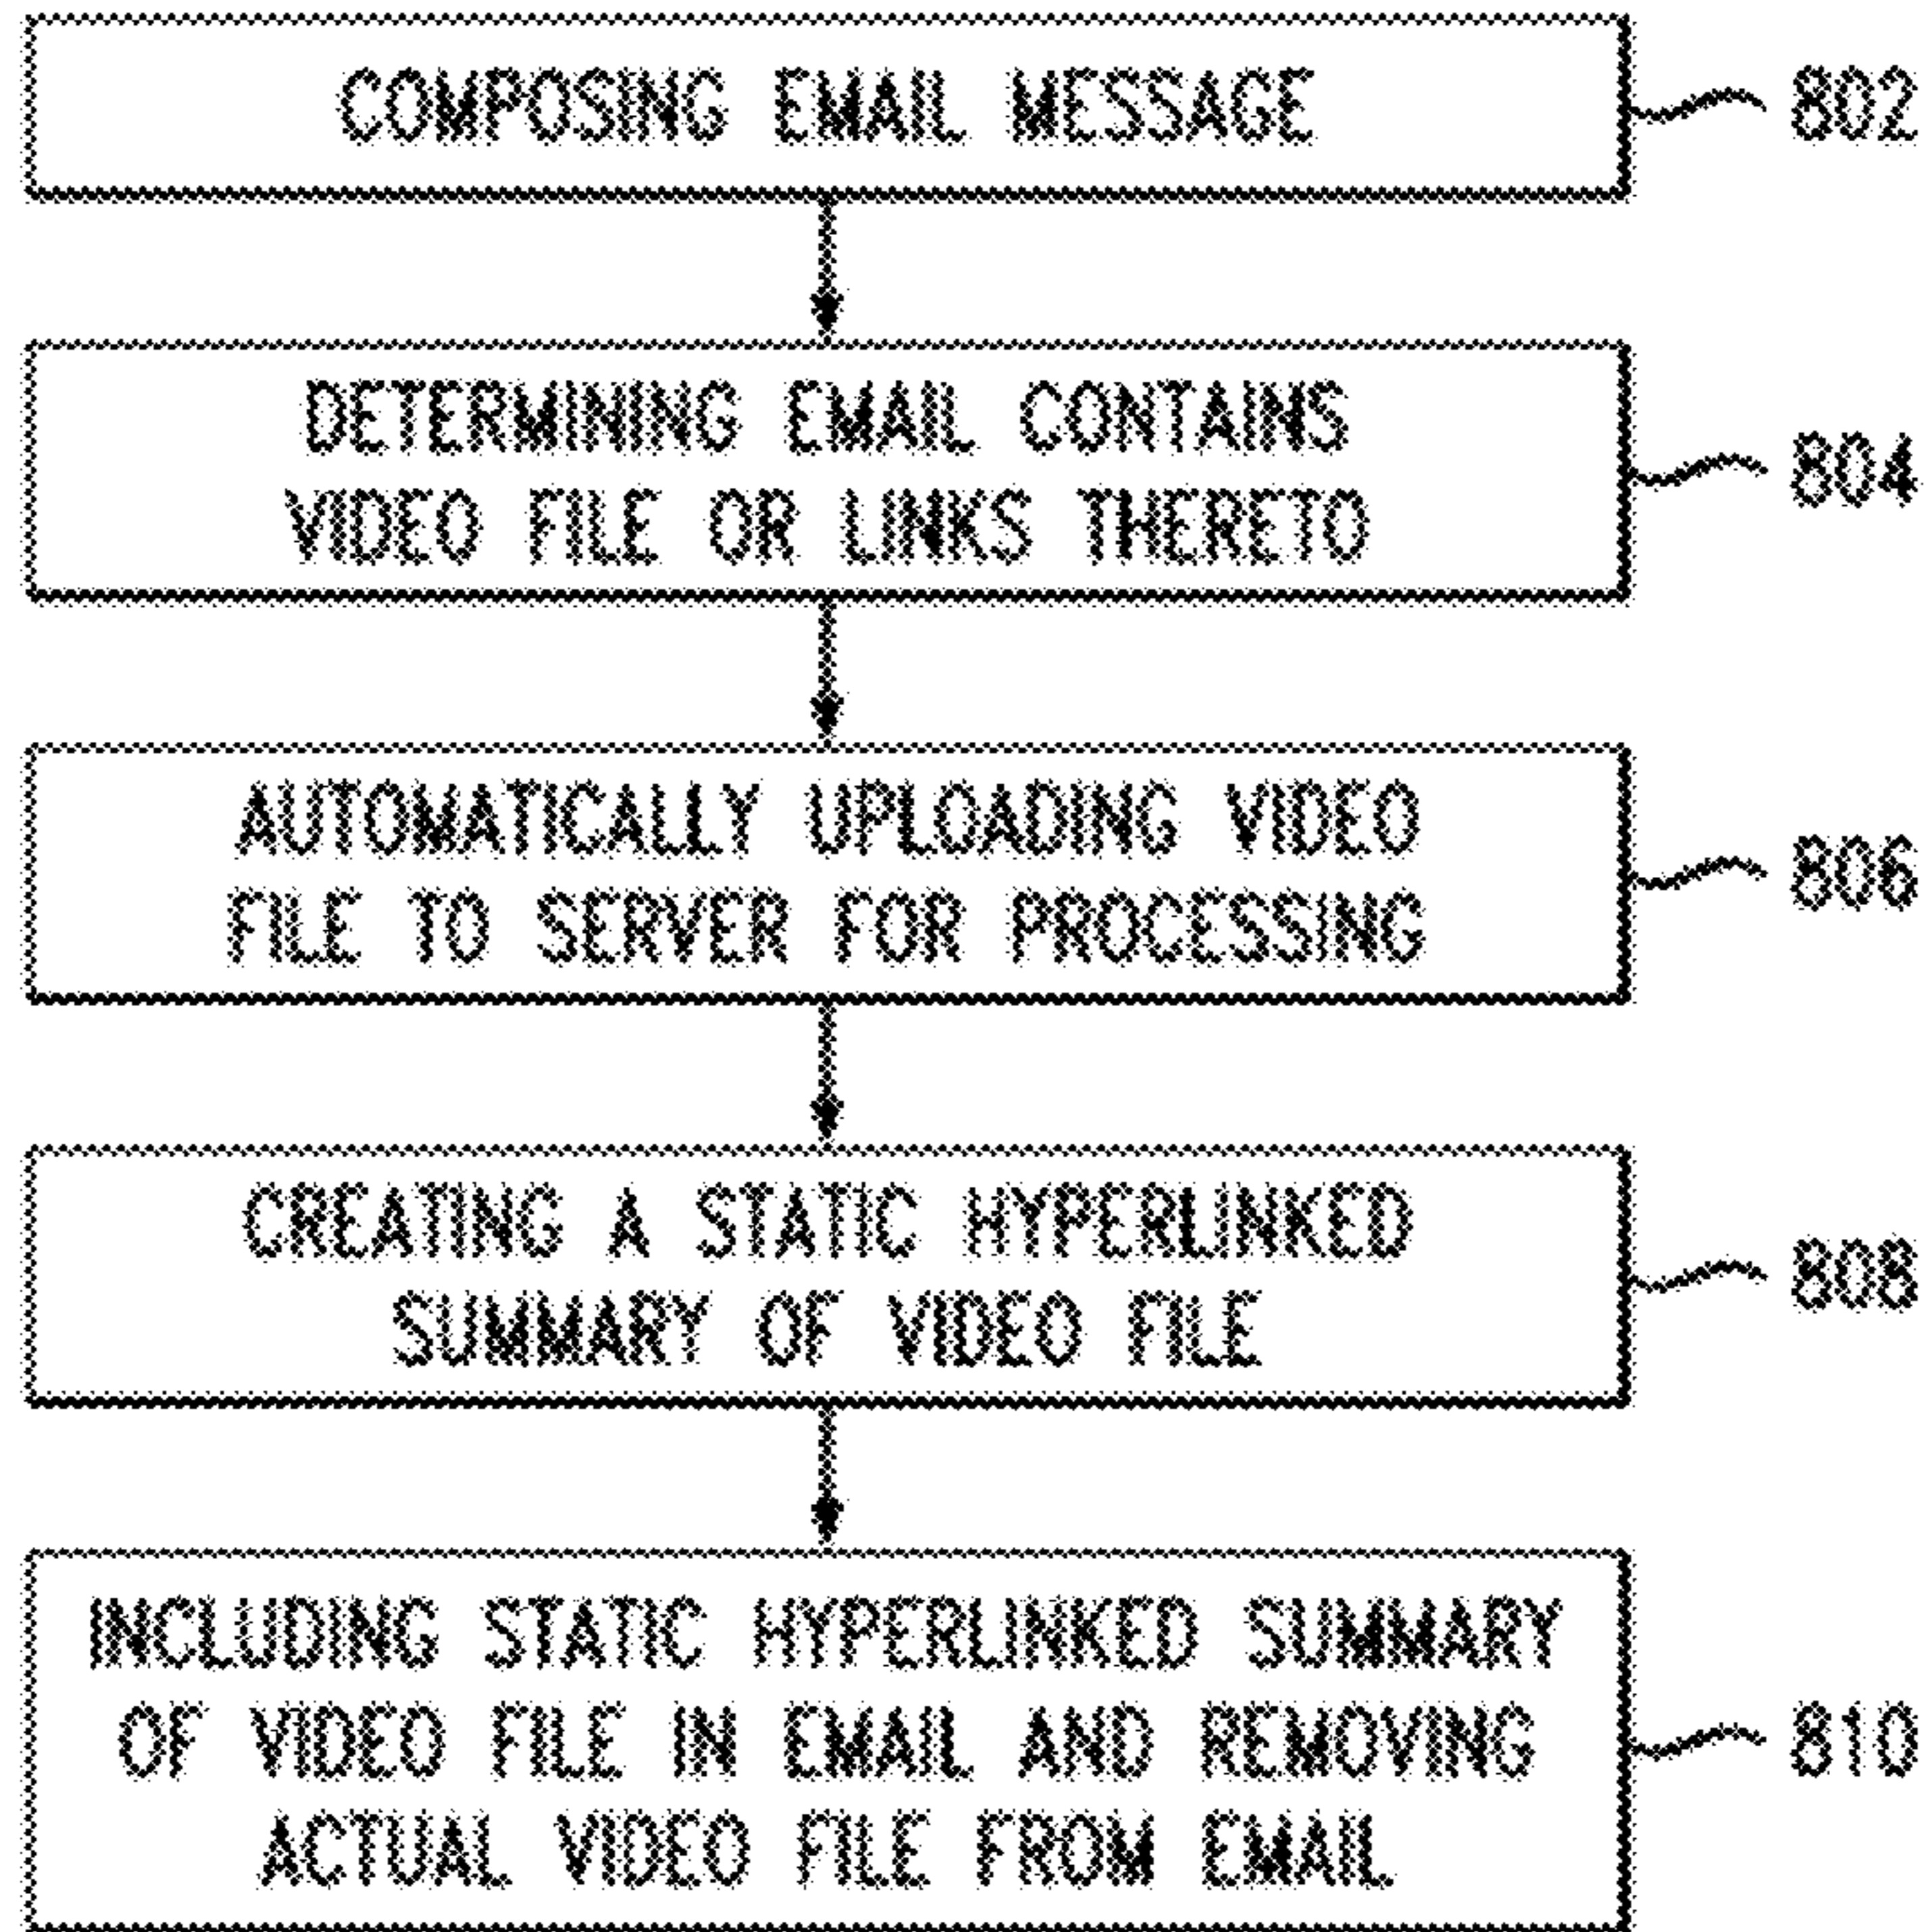 COMPOSING EMAIL MESSAGE
802
DETERMINING EMAIL CONTAINS
VIDEO FILE OR LINKS THERETO
804
AUTOMATICALLY UPLOADING VIDEO
FILE TO SERVER FOR PROCESSING
806
CREATING A STATIC HYPERLINKED
SUMMARY OF VIDEO FILE
808
INCLUDING STATIC HYPERLINKED SUMMARY
OF VIDEO FILE IN EMAIL AND REMOVING
ACTUAL VIDEO FILE FROM EMAIL
810